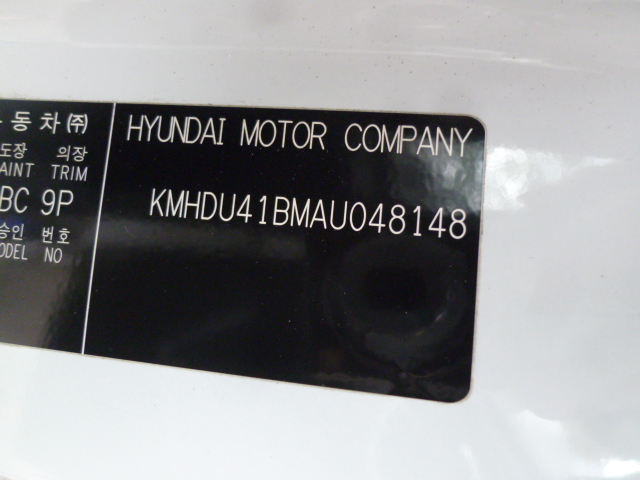 동차㈜
HYUNDAI MOTOR COMPANY
도장 의장
AINT TRIM
BC 9P
KMHDU41BMAU048148
승인 번호
ODEL NO